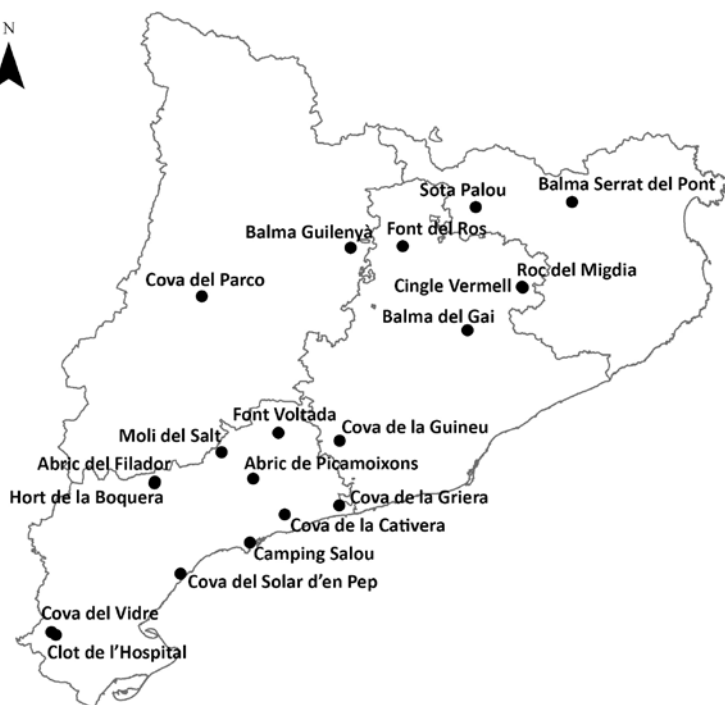 N
Sota Palou
Balma Serrat del Pont
Balma Guilenyà
Font del Ros
Cova del Parco
Cingle Vermell
Roc del Migdia
Balma del Gai
Font Voltada
Moli del Salt
Cova de la Guineu
Abric del Filador
Abric de Picamoixons
Hort de la Boquera
Cova de la Griera
Cova de la Cativera
Camping Salou
Cova del Solar d'en Pep
Cova del Vidre
Clot de l'Hospital